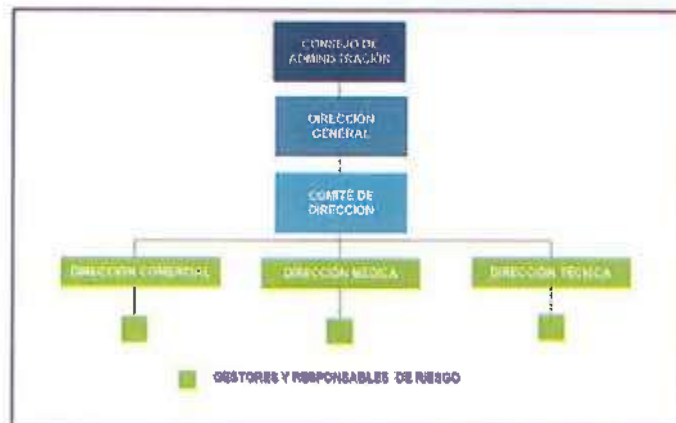 CONSEJO DE
ADMINISTRACIÓN
DIRECCIÓN
GENERAL
COMITÉ DE
DIRECCIÓN
DIRECCIÓN COMERCIAL
DIRECCIÓN MÉDICA
DIRECCIÓN TÉCNICA
GESTORES Y RESPONSABLES DE RIESGO